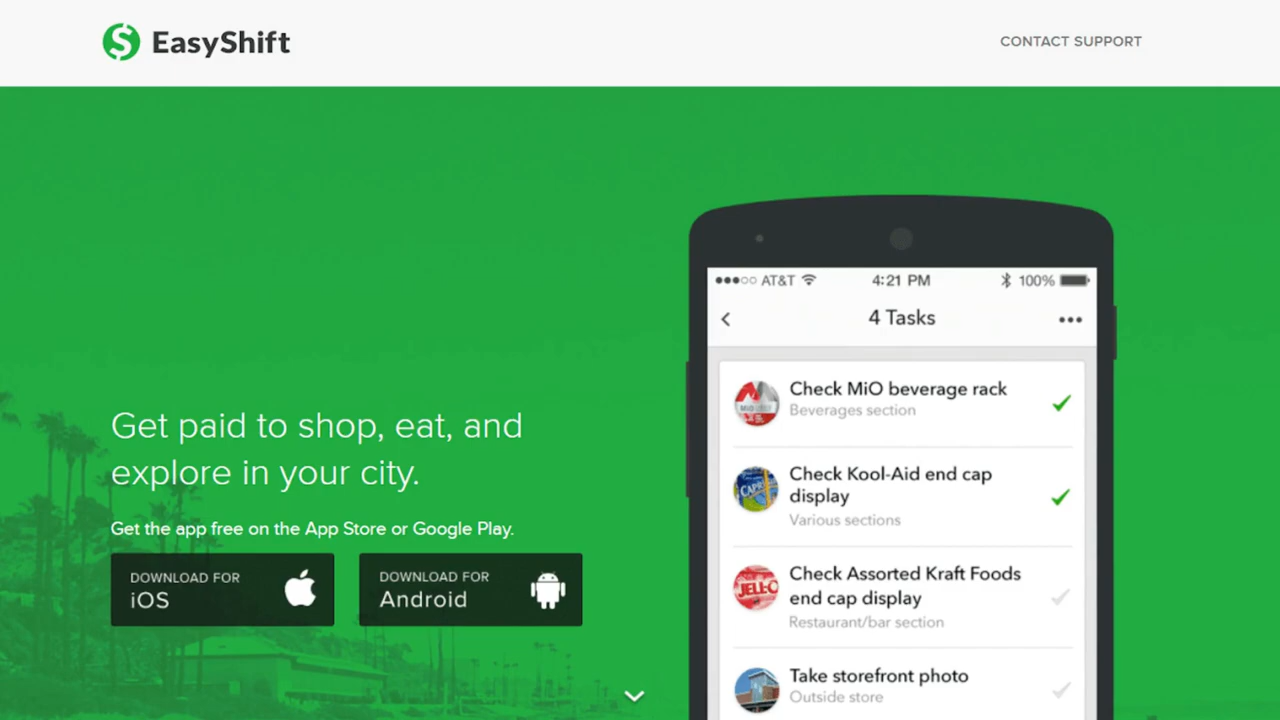 EasyShift
CONTACT SUPPORT
Get paid to shop, eat, and
explore in your city.
Get the app free on the App Store or Google Play.
DOWNLOAD FOR
iOS
DOWNLOAD FOR
Android
AT&T
4:21 PM
100%
4 Tasks
Check MiO beverage rack
Beverages section
Check Kool-Aid end cap
display
Various sections
Check Assorted Kraft Foods
end cap display
Restaurant/bar section
Take storefront photo
Outside store
MiO
JELL-O